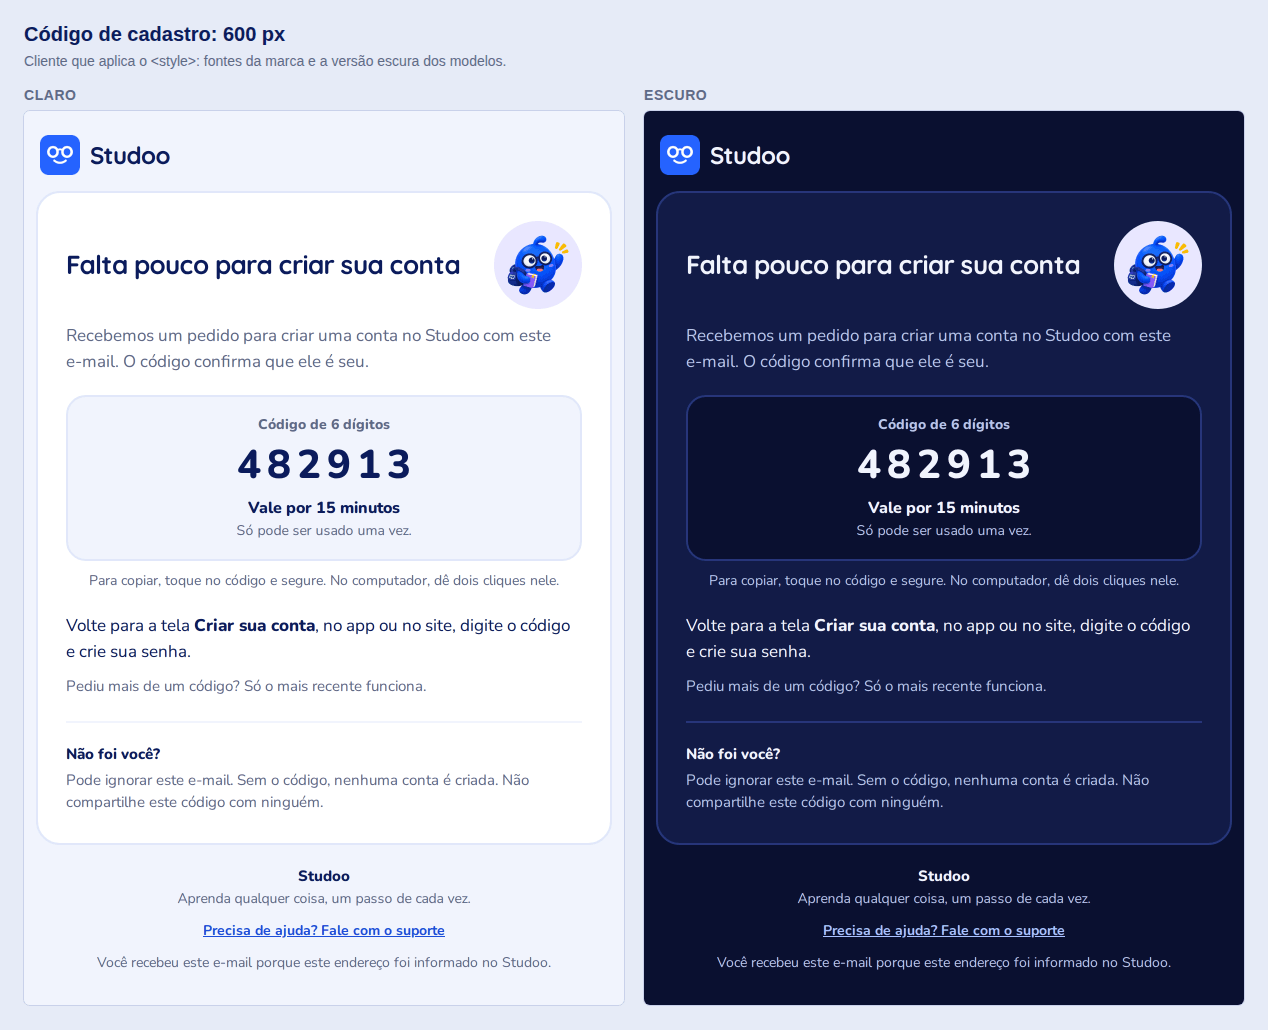 Código de cadastro: 600 px
Cliente que aplica o <style>: fontes da marca e a versão escura dos modelos.
CLARO
Studoo
Falta pouco para criar sua conta
Recebemos um pedido para criar uma conta no Studoo com este
e-mail. O código confirma que ele é seu.
Código de 6 dígitos
482913
Vale por 15 minutos
Só pode ser usado uma vez.
Para copiar, toque no código e segure. No computador, dê dois cliques nele.
Volte para a tela Criar sua conta, no app ou no site, digite o código
e crie sua senha.
Pediu mais de um código? Só o mais recente funciona.
Não foi você?
Pode ignorar este e-mail. Sem o código, nenhuma conta é criada. Não
compartilhe este código com ninguém.
Studoo
Aprenda qualquer coisa, um passo de cada vez.
Precisa de ajuda? Fale com o suporte
Você recebeu este e-mail porque este endereço foi informado no Studoo.
ESCURO
Studoo
Falta pouco para criar sua conta
Recebemos um pedido para criar uma conta no Studoo com este
e-mail. O código confirma que ele é seu.
Código de 6 dígitos
482913
Vale por 15 minutos
Só pode ser usado uma vez.
Para copiar, toque no código e segure. No computador, dê dois cliques nele.
Volte para a tela Criar sua conta, no app ou no site, digite o código
e crie sua senha.
Pediu mais de um código? Só o mais recente funciona.
Não foi você?
Pode ignorar este e-mail. Sem o código, nenhuma conta é criada. Não
compartilhe este código com ninguém.
Studoo
Aprenda qualquer coisa, um passo de cada vez.
Precisa de ajuda? Fale com o suporte
Você recebeu este e-mail porque este endereço foi informado no Studoo.